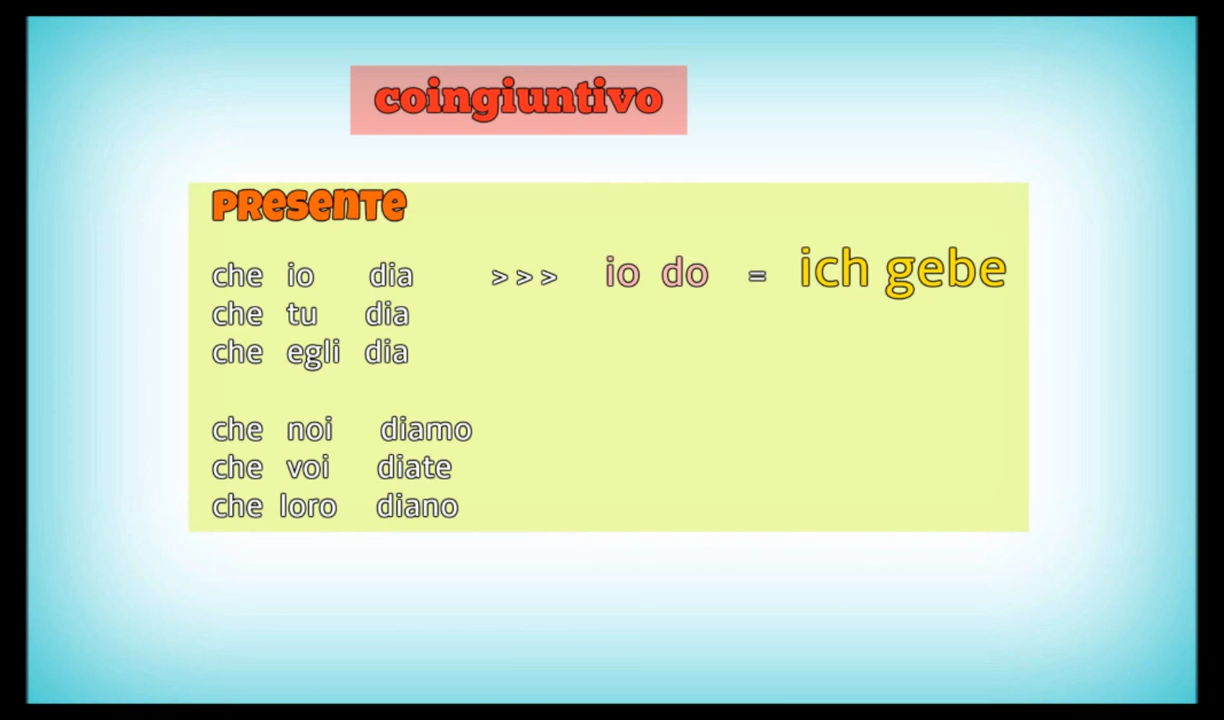 coingiuntivo
PRESENTE
che io dia >>> io do = ich gebe
che tu dia
che egli dia
che noi diamo
che voi diate
che loro diano